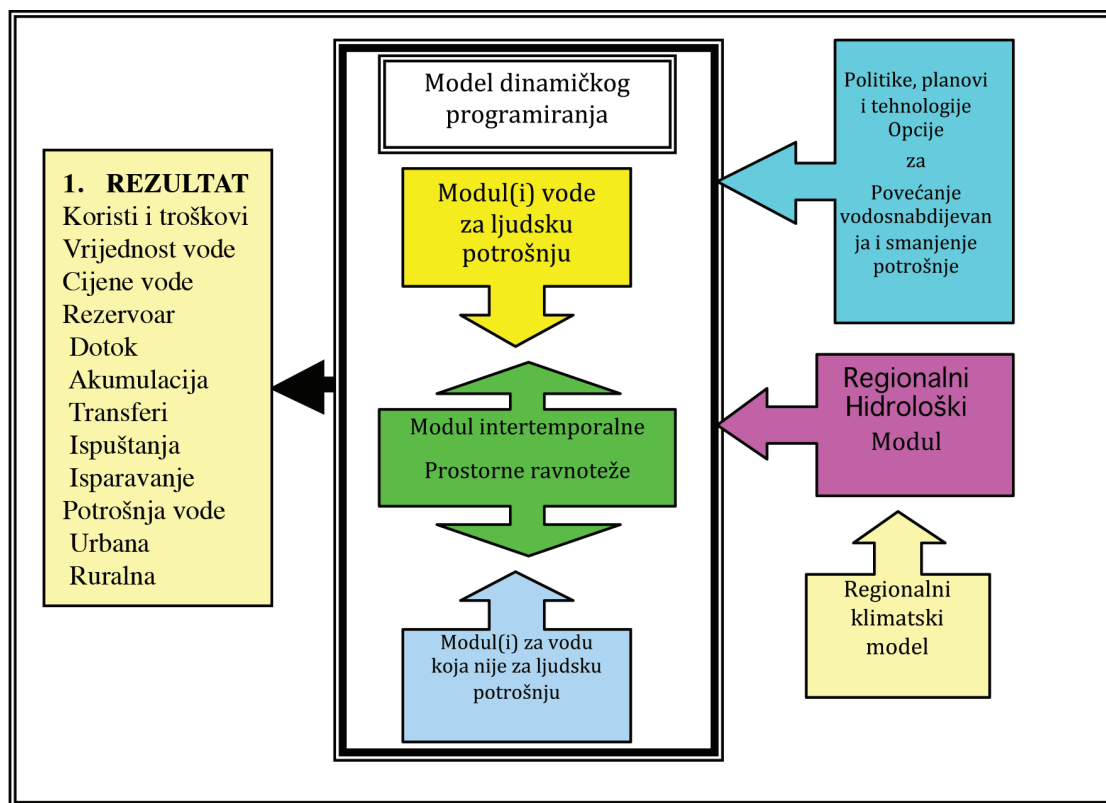 Model dinamičkog
programiranja
Politike, planovi
i tehnologije
Opcije
za
Povećanje
vodosnabdijevan
ja i smanjenje
potrošnje
1. REZULTAT
Koristi i troškovi
Vrijednost vode
Cijene vode
Rezervoar
Dotok
Akumulacija
Transferi
Ispuštanja
Isparavanje
Potrošnja vode
Urbana
Ruralna
Modul(i) vode
za ljudsku
potrošnju
Modul intertemporalne
Prostorne ravnoteže
Modul(i) za vodu
koja nije za ljudsku
potrošnju
Regionalni
Hidrološki
Modul
Regionalni
klimatski
model